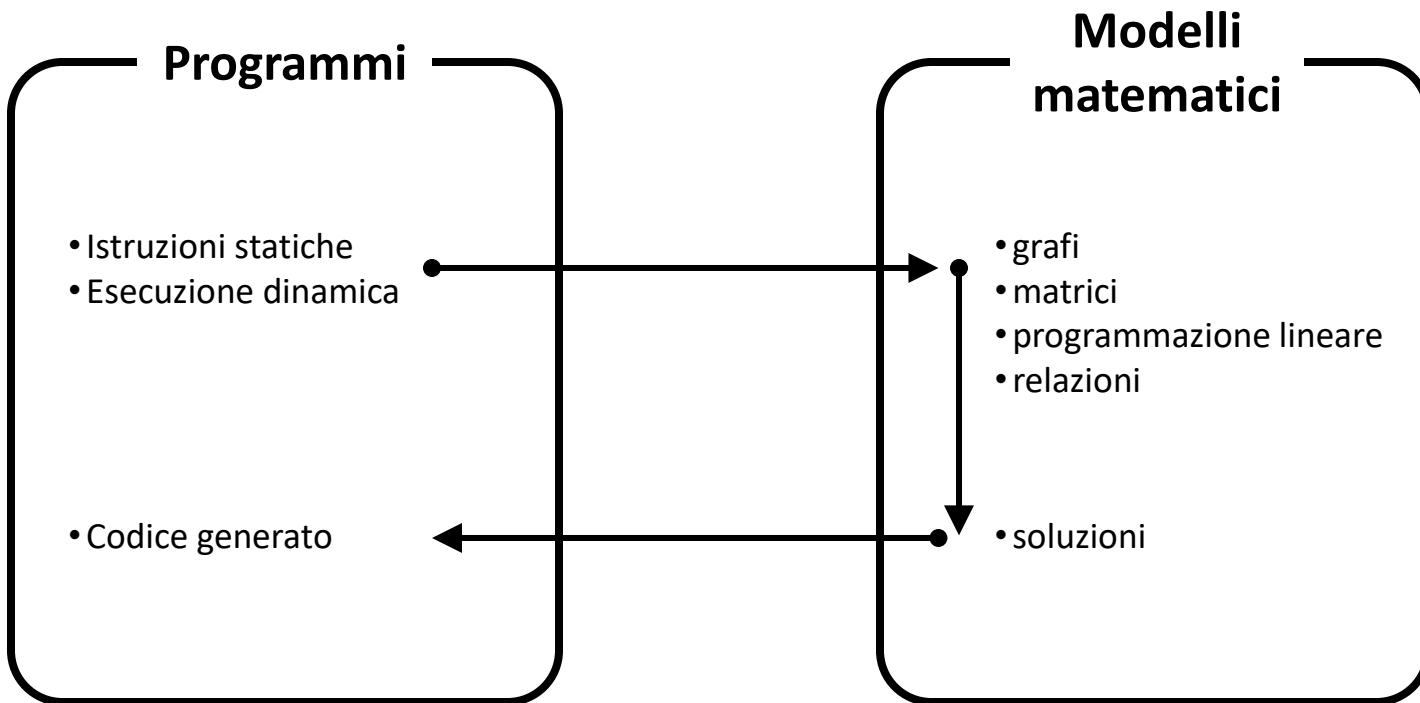 Programmi
• Istruzioni statiche
• Esecuzione dinamica
• Codice generato
Modelli
matematici
• grafi
• matrici
• programmazione lineare
• relazioni
• soluzioni